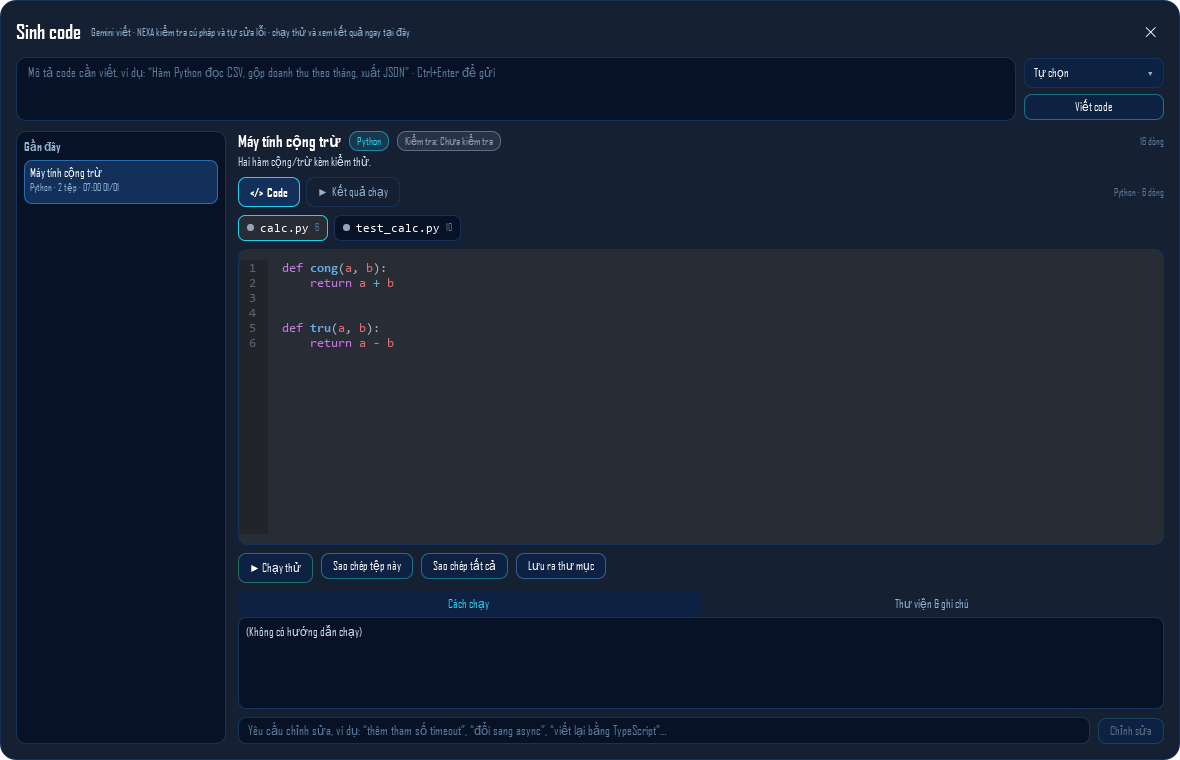 Sinh code Gemini viết · NEXA kiểm tra cú pháp và tự sửa lỗi · chạy thử và xem kết quả ngay tại đây
Mô tả code cần viết, ví dụ: “Hàm Python đọc CSV, gộp doanh thu theo tháng, xuất JSON” · Ctrl+Enter để gửi
Tự chọn
Viết code
Gần đây
Máy tính cộng trừ
Python · 2 tệp · 07:00 01/01
Máy tính cộng trừ Python Kiểm tra: Chưa kiểm tra 16 dòng
Hai hàm cộng/trừ kèm kiểm thử.
</> Code ► Kết quả chạy Python · 6 dòng
calc.py 6 test_calc.py 10
1 def cong(a, b):
2 return a + b
3
4
5 def tru(a, b):
6 return a - b
► Chạy thử Sao chép tệp này Sao chép tất cả Lưu ra thư mục
Cách chạy Thư viện & ghi chú
(Không có hướng dẫn chạy)
Yêu cầu chỉnh sửa, ví dụ: “thêm tham số timeout”, “đổi sang async”, “viết lại bằng TypeScript”… Chỉnh sửa